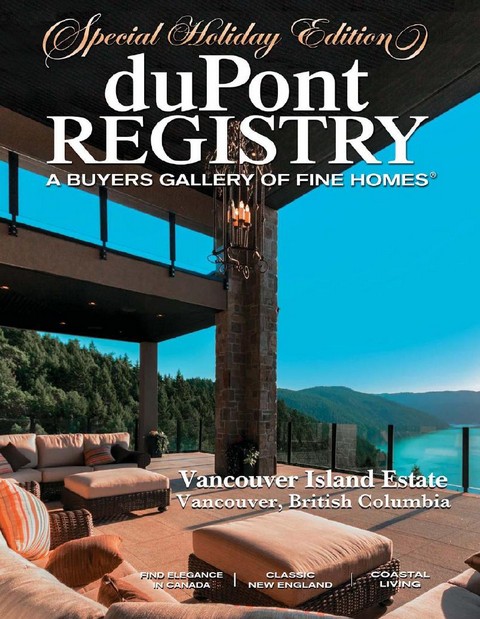 Special Holiday Edition
duPont
REGISTRY
A BUYERS GALLERY OF FINE HOMES®
Vancouver Island Estate
Vancouver, British Columbia
FIND ELEGANCE
IN CANADA
CLASSIC
NEW ENGLAND
COASTAL
LIVING